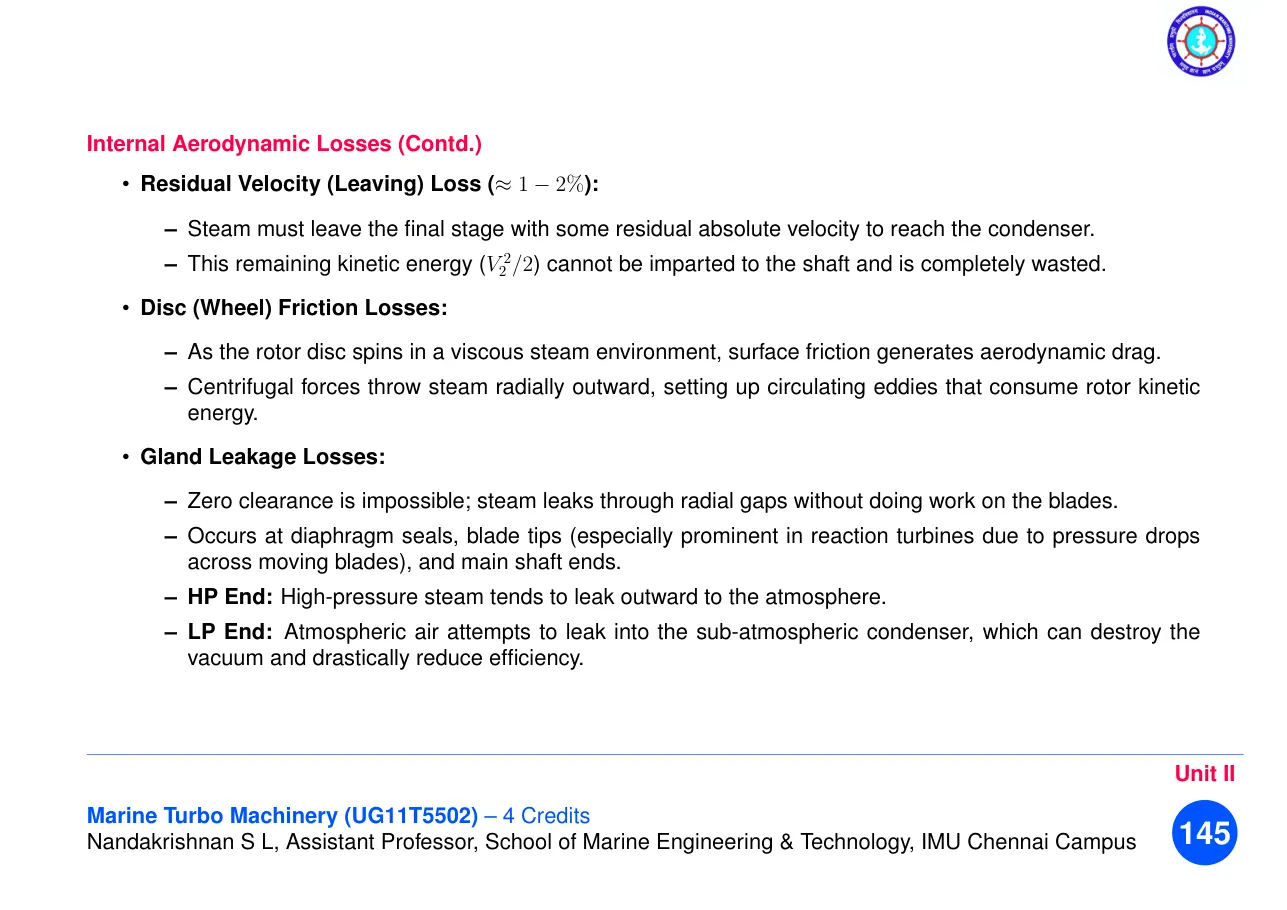 Internal Aerodynamic Losses (Contd.)
• Residual Velocity (Leaving) Loss (≈ 1 − 2%):
– Steam must leave the final stage with some residual absolute velocity to reach the condenser.
– This remaining kinetic energy (V₂²/2) cannot be imparted to the shaft and is completely wasted.
• Disc (Wheel) Friction Losses:
– As the rotor disc spins in a viscous steam environment, surface friction generates aerodynamic drag.
– Centrifugal forces throw steam radially outward, setting up circulating eddies that consume rotor kinetic
energy.
• Gland Leakage Losses:
– Zero clearance is impossible; steam leaks through radial gaps without doing work on the blades.
– Occurs at diaphragm seals, blade tips (especially prominent in reaction turbines due to pressure drops
across moving blades), and main shaft ends.
– HP End: High-pressure steam tends to leak outward to the atmosphere.
– LP End: Atmospheric air attempts to leak into the sub-atmospheric condenser, which can destroy the
vacuum and drastically reduce efficiency.
Unit II
Marine Turbo Machinery (UG11T5502) – 4 Credits
Nandakrishnan S L, Assistant Professor, School of Marine Engineering & Technology, IMU Chennai Campus
145